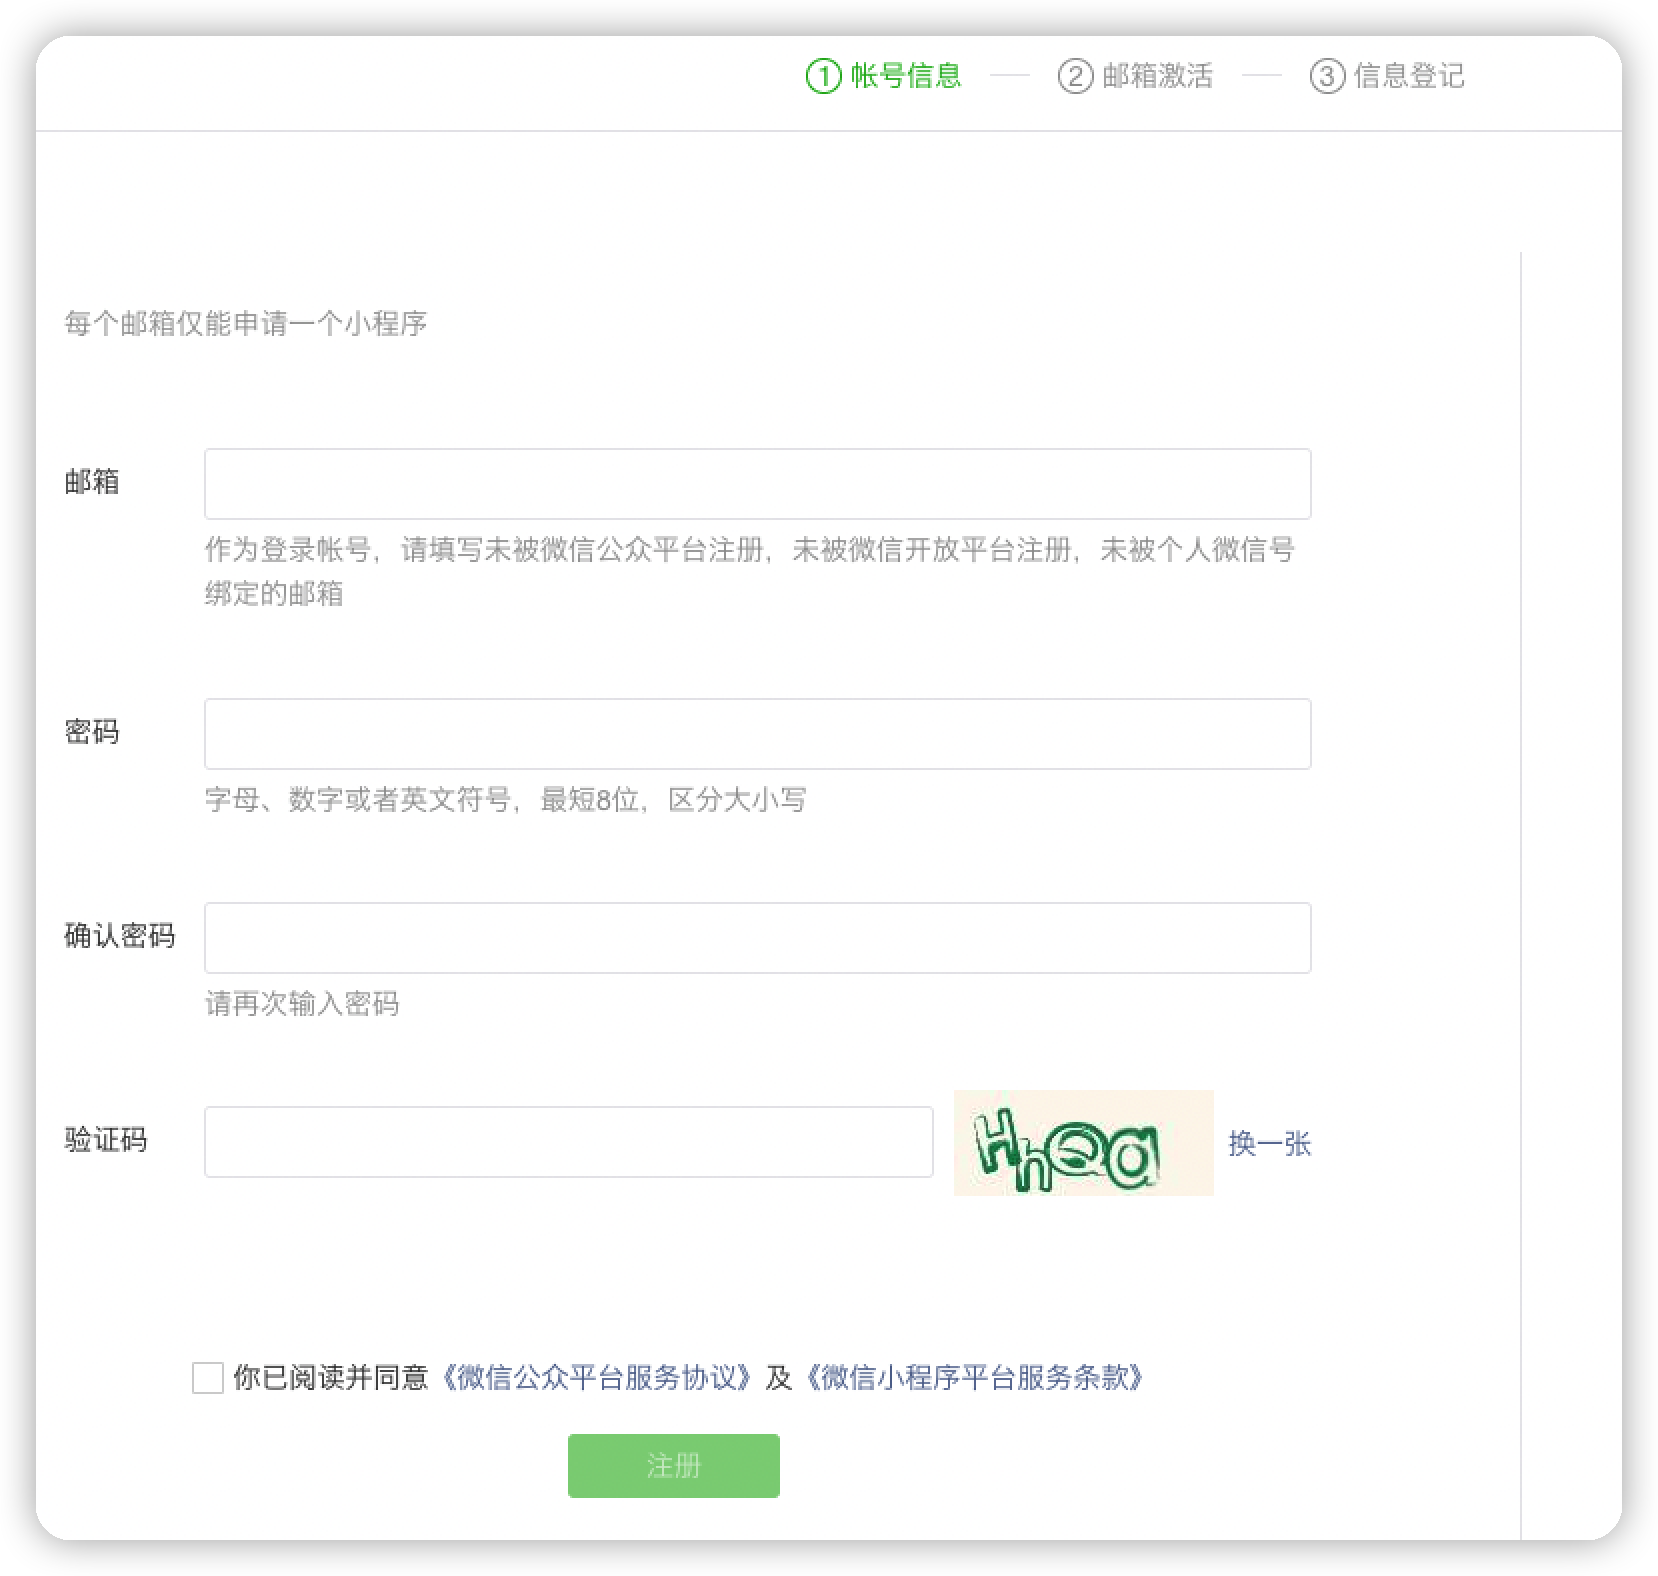 ① 帐号信息 — ② 邮箱激活 — ③ 信息登记
每个邮箱仅能申请一个小程序
邮箱
作为登录帐号，请填写未被微信公众平台注册，未被微信开放平台注册，未被个人微信号
绑定的邮箱
密码
字母、数字或者英文符号，最短8位，区分大小写
确认密码
请再次输入密码
验证码 Hhea 换一张
你已阅读并同意《微信公众平台服务协议》及《微信小程序平台服务条款》
注册